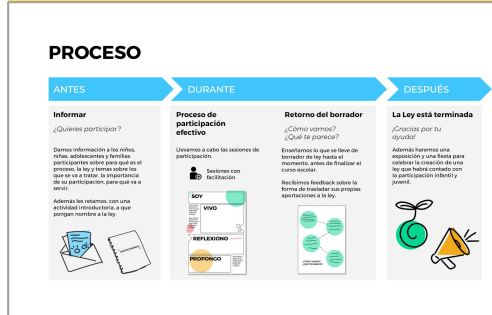 PROCESO
ANTES
DURANTE
DESPUÉS
Informar
¿Quieres participar?
Damos información a los niños,
niñas, adolescentes y familias
participantes sobre para qué es el
proceso, la ley y temas sobre los
que se va a tratar, la importancia
de su participación, para qué va a
servir.
Además les retamos, con una
actividad introductoria, a que
pongan nombre a la ley.
Proceso de
participación
efectivo
Llevamos a cabo las sesiones de
participación.
Sesiones con
facilitación
SOY
VIVO
REFLEXIONO
PROPONGO
Retorno del borrador
¿Cómo vamos?
¿Qué te parece?
Enseñamos lo que se lleve de
borrador de ley hasta el
momento, antes de finalizar el
curso escolar.
Recibimos feedback sobre la
forma de trasladar sus propias
aportaciones a la ley.
La Ley está terminada
¡Gracias por tu
ayuda!
Además haremos una
exposición y una fiesta para
celebrar la creación de una
ley que habrá contado con
la participación infantil y
juvenil.